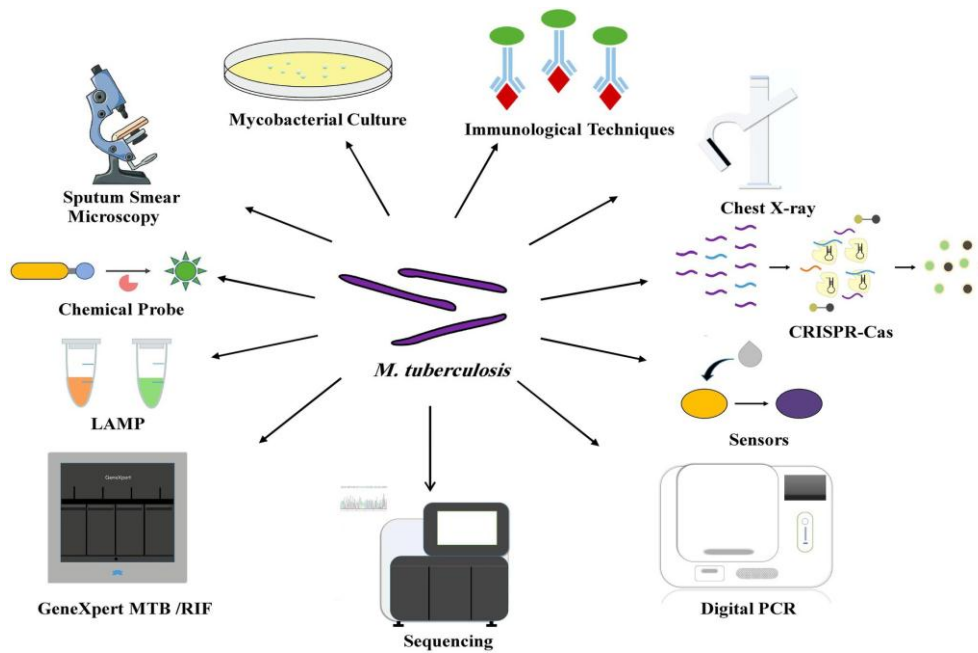 Mycobacterial Culture
Immunological Techniques
Sputum Smear
Microscopy
Chest X-ray
Chemical Probe
CRISPR-Cas
M. tuberculosis
LAMP
Sensors
GeneXpert
GeneXpert MTB /RIF
Sequencing
Digital PCR